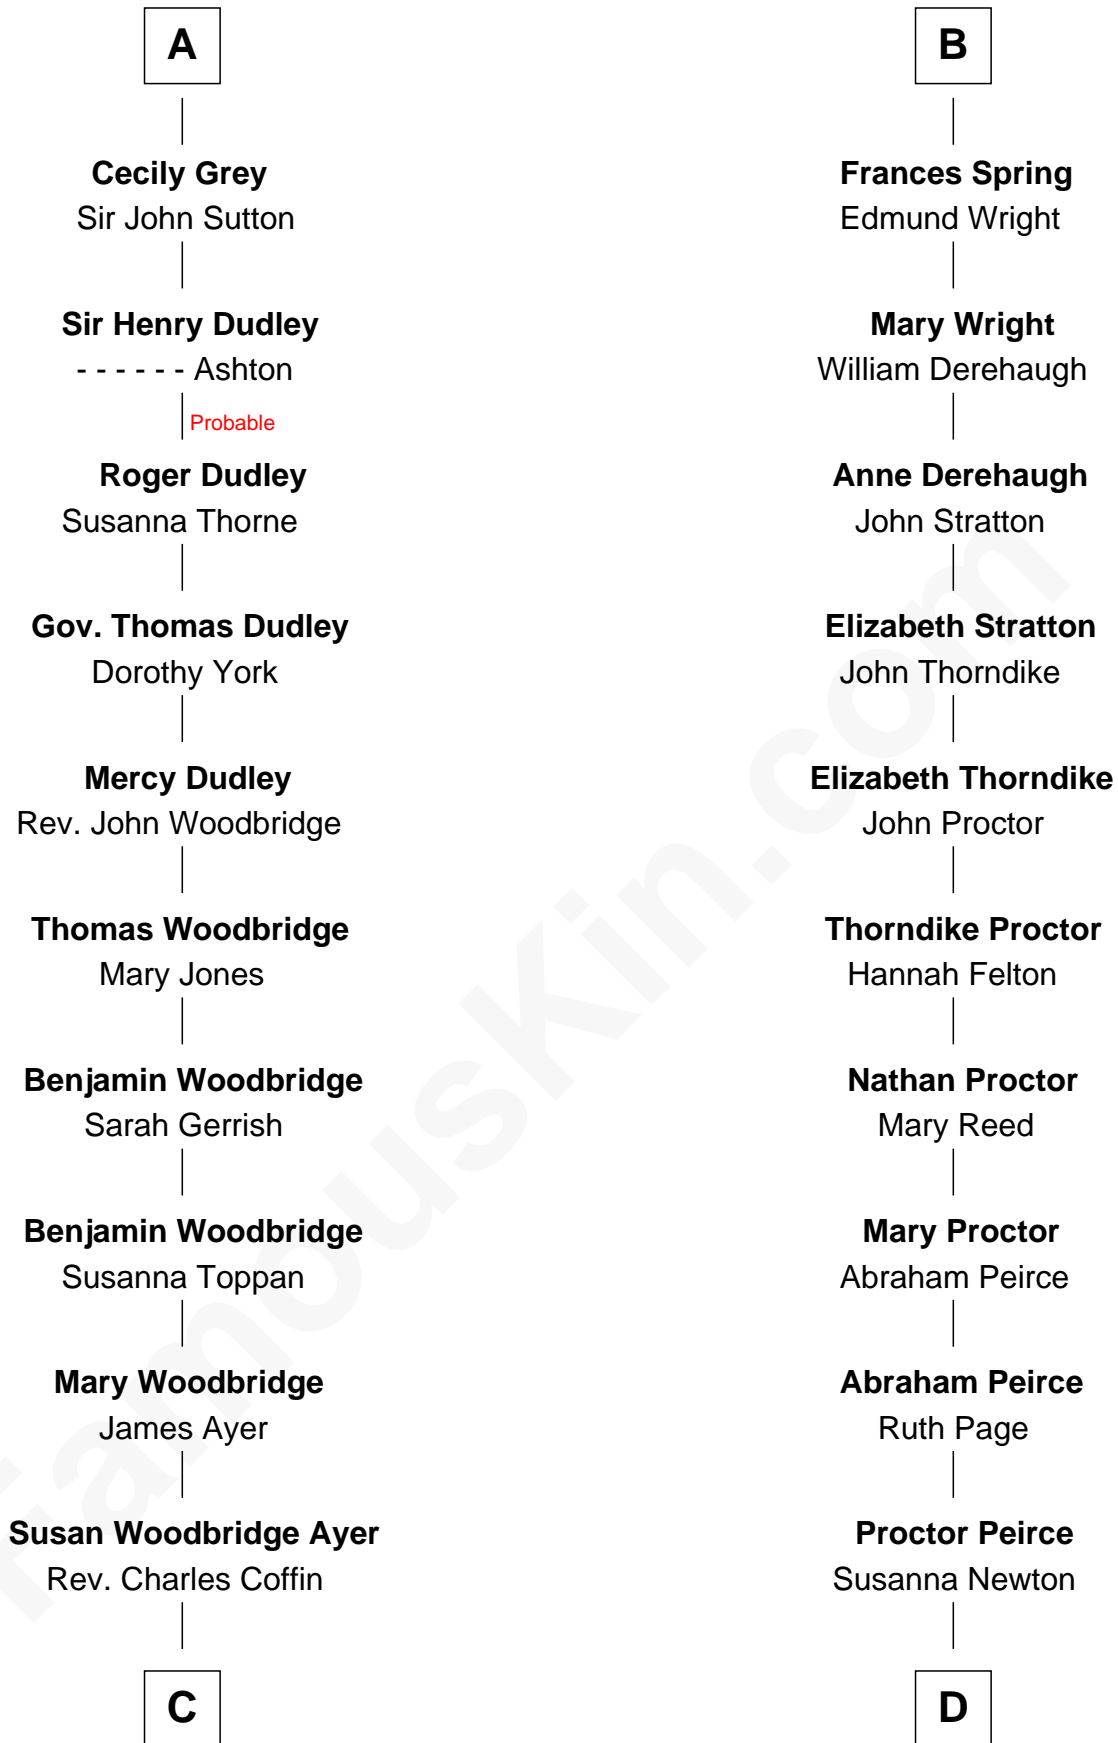 A
Cecily Grey
Sir John Sutton
Sir Henry Dudley
- - - - - - Ashton
Probable
Roger Dudley
Susanna Thorne
Gov. Thomas Dudley
Dorothy York
Mercy Dudley
Rev. John Woodbridge
Thomas Woodbridge
Mary Jones
Benjamin Woodbridge
Sarah Gerrish
Benjamin Woodbridge
Susanna Toppan
Mary Woodbridge
James Ayer
Susan Woodbridge Ayer
Rev. Charles Coffin
C
B
Frances Spring
Edmund Wright
Mary Wright
William Derehaugh
Anne Derehaugh
John Stratton
Elizabeth Stratton
John Thorndike
Elizabeth Thorndike
John Proctor
Thorndike Proctor
Hannah Felton
Nathan Proctor
Mary Reed
Mary Proctor
Abraham Peirce
Abraham Peirce
Ruth Page
Proctor Peirce
Susanna Newton
D
FamousKin.com